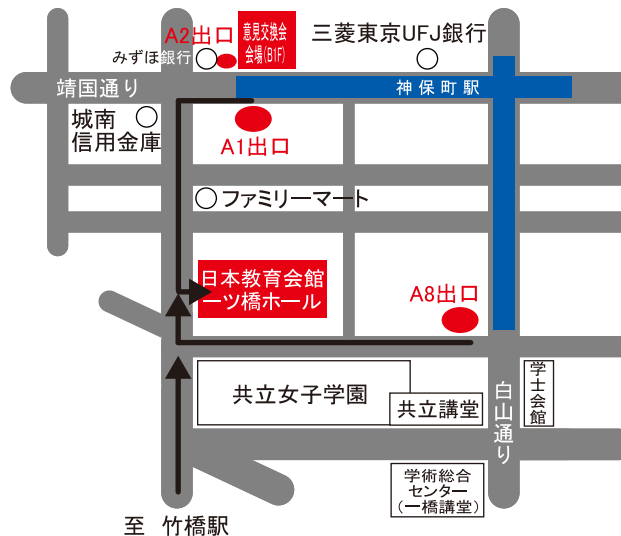 意見交換会
会場(B1F)
A2出口
みずほ銀行
三菱東京UFJ銀行
靖国通り
神保町駅
城南
信用金庫
A1出口
ファミリーマート
日本教育会館
一ツ橋ホール
A8出口
共立女子学園
共立講堂
白山通り
学士会館
学術総合
センター
(一橋講堂)
至 竹橋駅